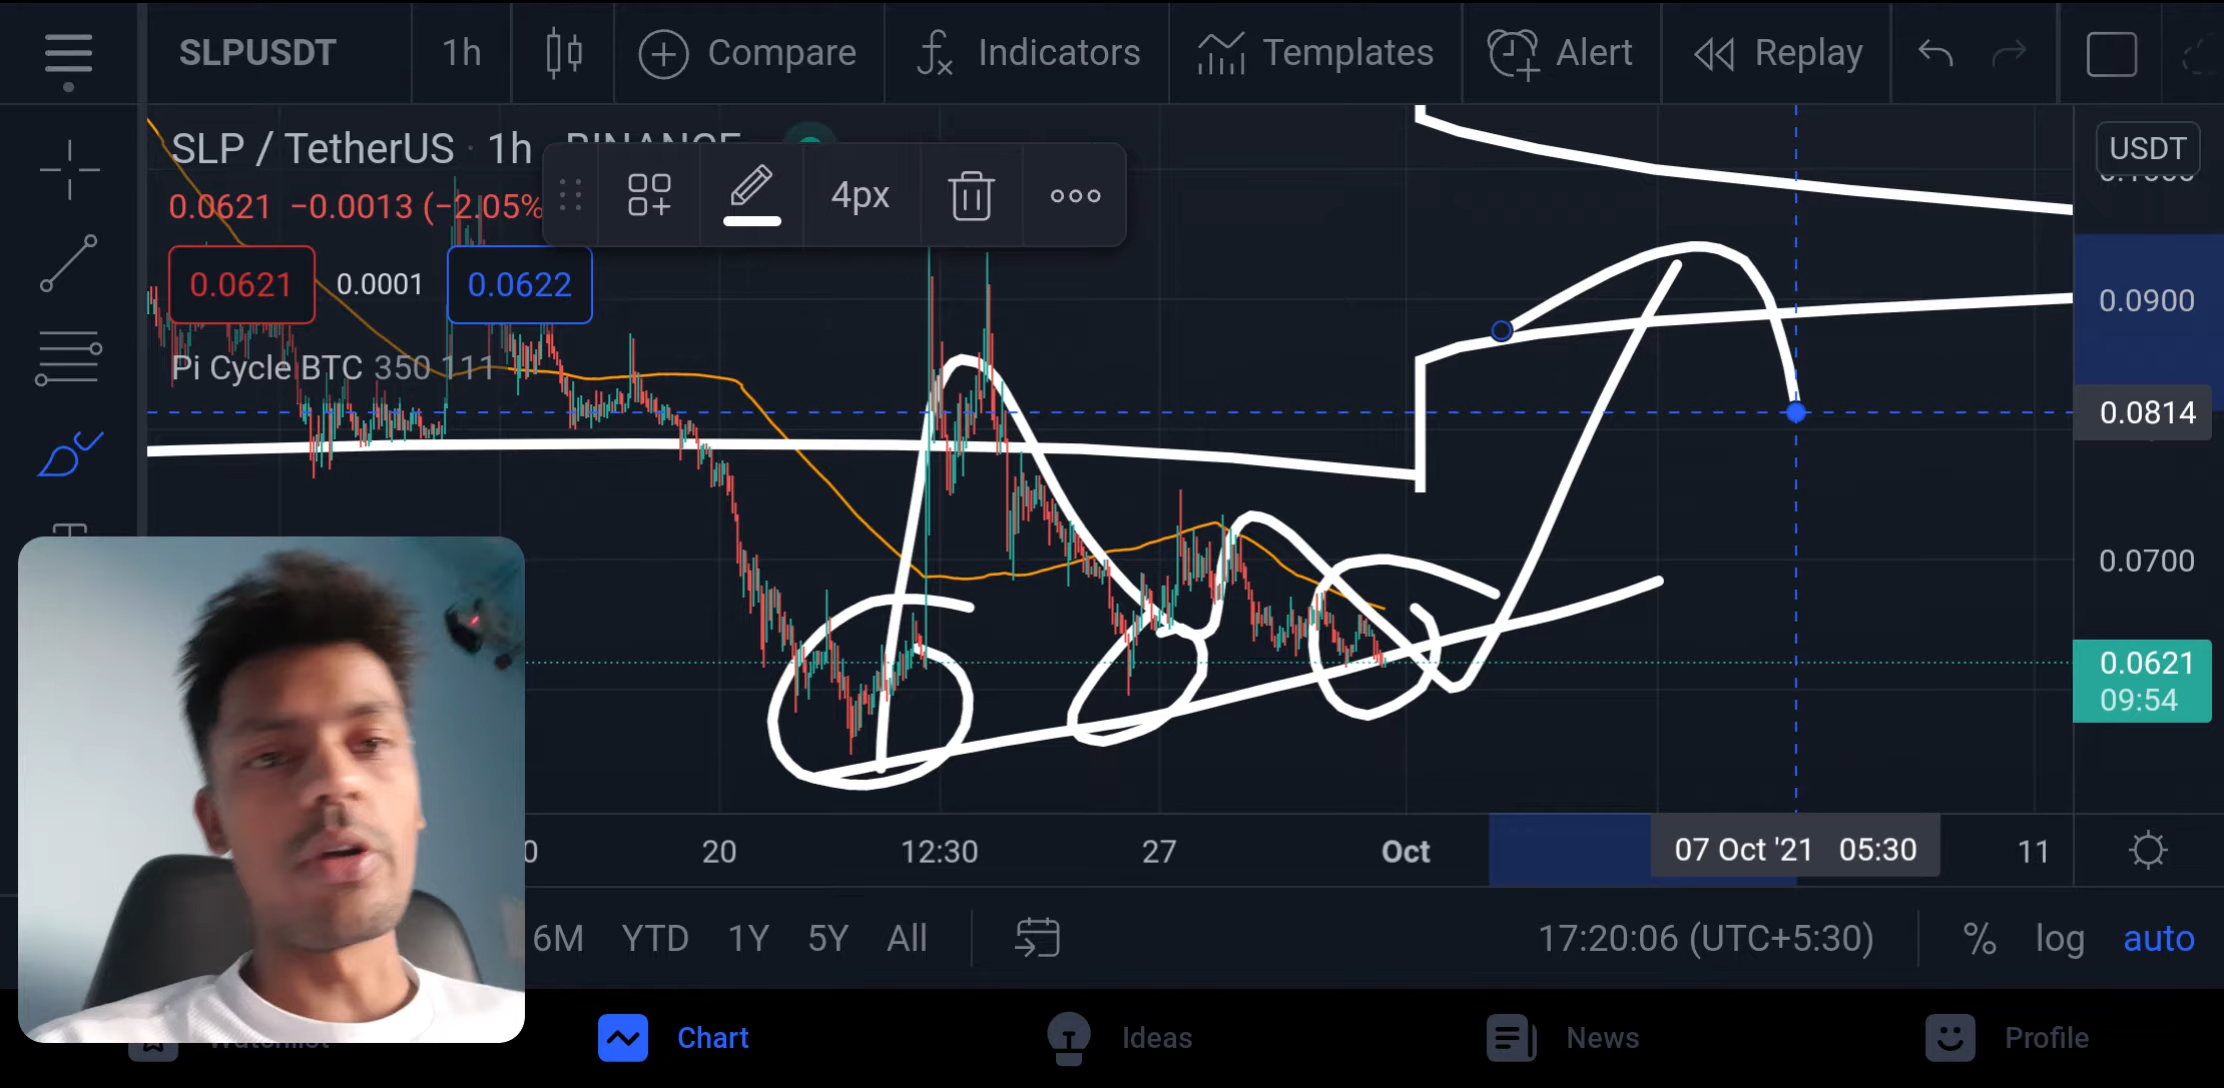 SLPUSDT 1h Compare Indicators Templates Alert Replay
SLP / TetherUS · 1h BINANCE
USDT
0.0621 −0.0013 (−2.05%
4px
0.0621 0.0001 0.0622
0.0900
Pi Cycle BTC 350 111
0.0814
0.0700
0.0621
09:54
0 20 12:30 27 Oct 07 Oct '21 05:30 11
6M YTD 1Y 5Y All 17:20:06 (UTC+5:30) % log auto
Chart Ideas News Profile